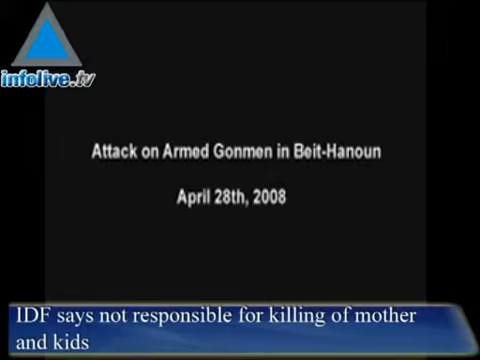 infolive.tv
Attack on Armed Gonmen in Beit-Hanoun
April 28th, 2008
IDF says not responsible for killing of mother
and kids